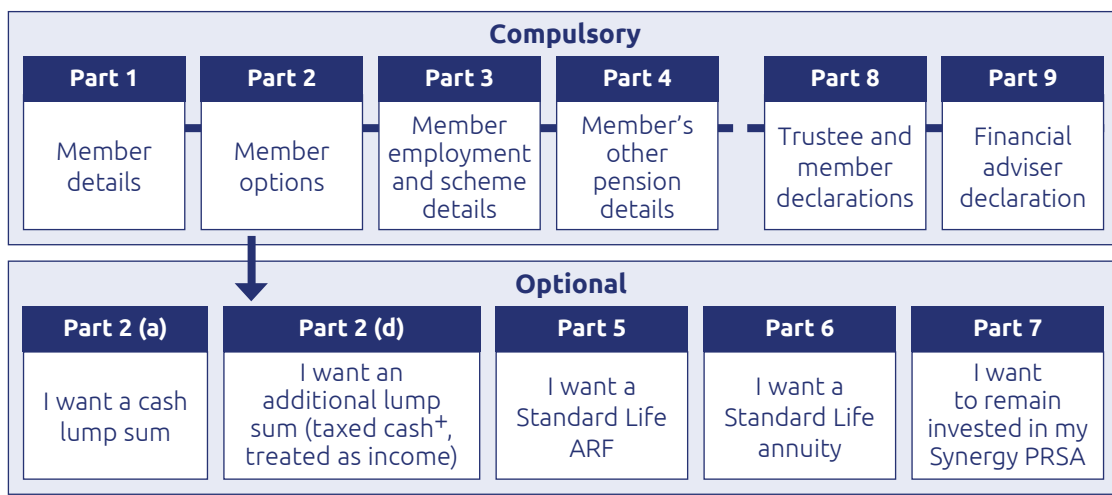 Compulsory
Part 1
Member
details
Part 2
Member
options
Part 3
Member
employment
and scheme
details
Part 4
Member's
other
pension
details
Part 8
Trustee and
member
declarations
Part 9
Financial
adviser
declaration
Optional
Part 2 (a)
I want a cash
lump sum
Part 2 (d)
I want an
additional lump
sum (taxed cash+,
treated as income)
Part 5
I want a
Standard Life
ARF
Part 6
I want a
Standard Life
annuity
Part 7
I want
to remain
invested in my
Synergy PRSA